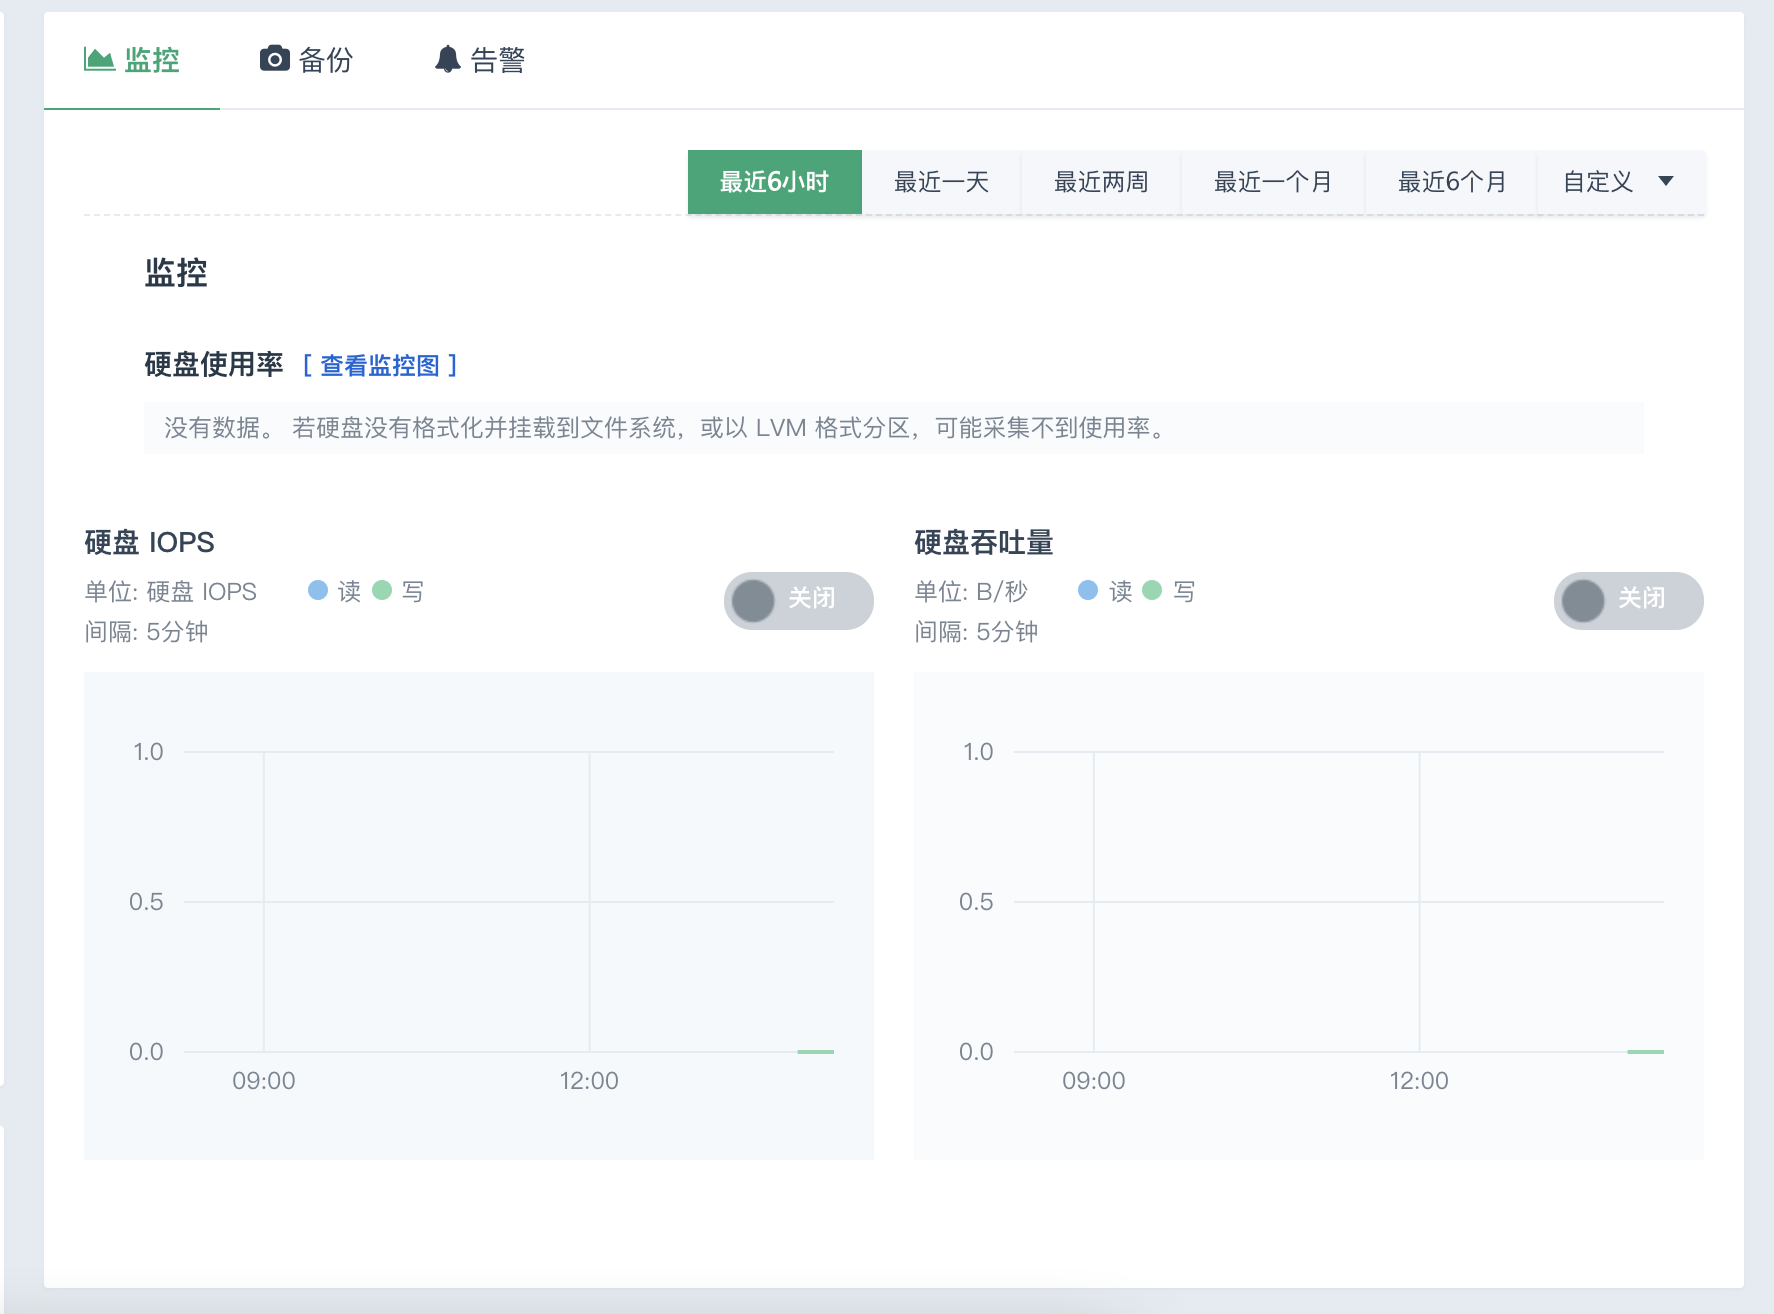 监控 备份 告警
最近6小时 最近一天 最近两周 最近一个月 最近6个月 自定义
监控
硬盘使用率 [ 查看监控图 ]
没有数据。 若硬盘没有格式化并挂载到文件系统，或以 LVM 格式分区，可能采集不到使用率。
硬盘 IOPS
单位: 硬盘 IOPS 读 写
间隔: 5分钟
关闭
1.0
0.5
0.0
09:00 12:00
硬盘吞吐量
单位: B/秒 读 写
间隔: 5分钟
关闭
1.0
0.5
0.0
09:00 12:00